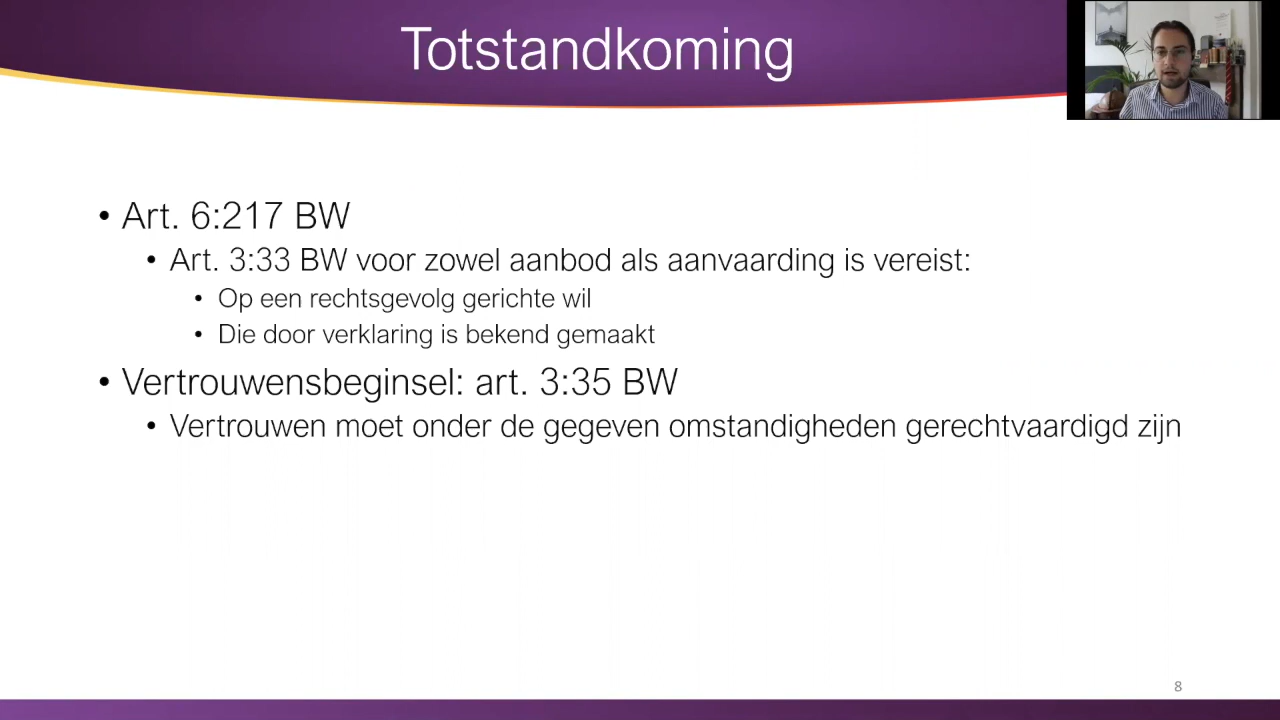 Totstandkoming
• Art. 6:217 BW
• Art. 3:33 BW voor zowel aanbod als aanvaarding is vereist:
• Op een rechtsgevolg gerichte wil
• Die door verklaring is bekend gemaakt
• Vertrouwensbeginsel: art. 3:35 BW
• Vertrouwen moet onder de gegeven omstandigheden gerechtvaardigd zijn
8